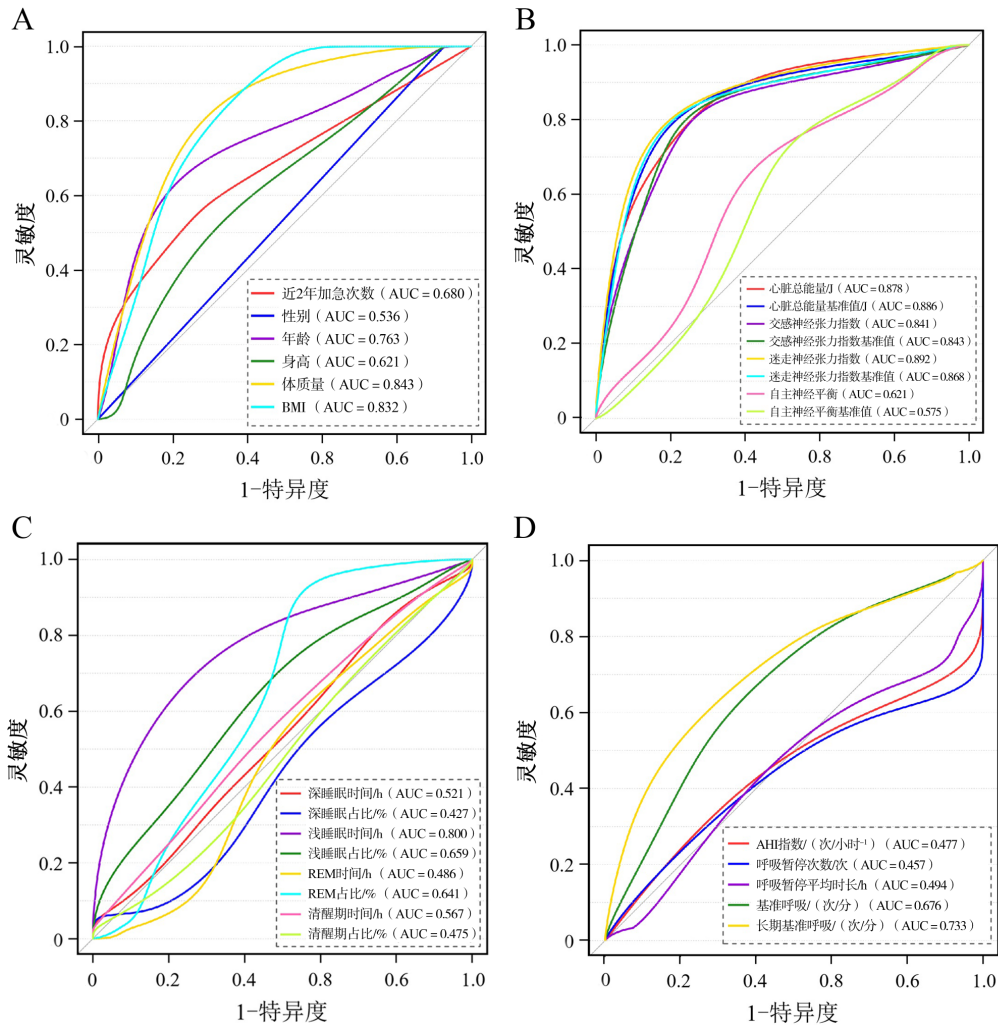 A
1.0
0.8
0.6
0.4
0.2
0
灵敏度
近2年加急次数（AUC＝0.680）
性别（AUC＝0.536）
年龄（AUC＝0.763）
身高（AUC＝0.621）
体质量（AUC＝0.843）
BMI（AUC＝0.832）
0 0.2 0.4 0.8 0.6 1.0
1-特异度
B
1.0
0.8
0.6
0.4
0.2
0
灵敏度
心脏总能量/J（AUC＝0.878）
心脏总能量基准值/J（AUC＝0.886）
交感神经张力指数（AUC＝0.841）
交感神经张力指数基准值（AUC＝0.843）
迷走神经张力指数（AUC＝0.892）
迷走神经张力指数基准值（AUC＝0.868）
自主神经平衡（AUC＝0.621）
自主神经平衡基准值（AUC＝0.575）
0 0.2 0.4 0.8 0.6 1.0
1-特异度
C
1.0
0.8
0.6
0.4
0.2
0
灵敏度
深睡眠时间/h（AUC＝0.521）
深睡眠占比/%（AUC＝0.427）
浅睡眠时间/h（AUC＝0.800）
浅睡眠占比/%（AUC＝0.659）
REM时间/h（AUC＝0.486）
REM占比/%（AUC＝0.641）
清醒期时间/h（AUC＝0.567）
清醒期占比/%（AUC＝0.475）
0 0.2 0.4 0.8 0.6 1.0
1-特异度
D
1.0
0.8
0.6
0.4
0.2
0
灵敏度
AHI指数/（次/小时⁻¹）（AUC＝0.477）
呼吸暂停次数/次（AUC＝0.457）
呼吸暂停平均时长/h（AUC＝0.494）
基准呼吸/（次/分）（AUC＝0.676）
长期基准呼吸/（次/分）（AUC＝0.733）
0 0.2 0.4 0.8 0.6 1.0
1-特异度